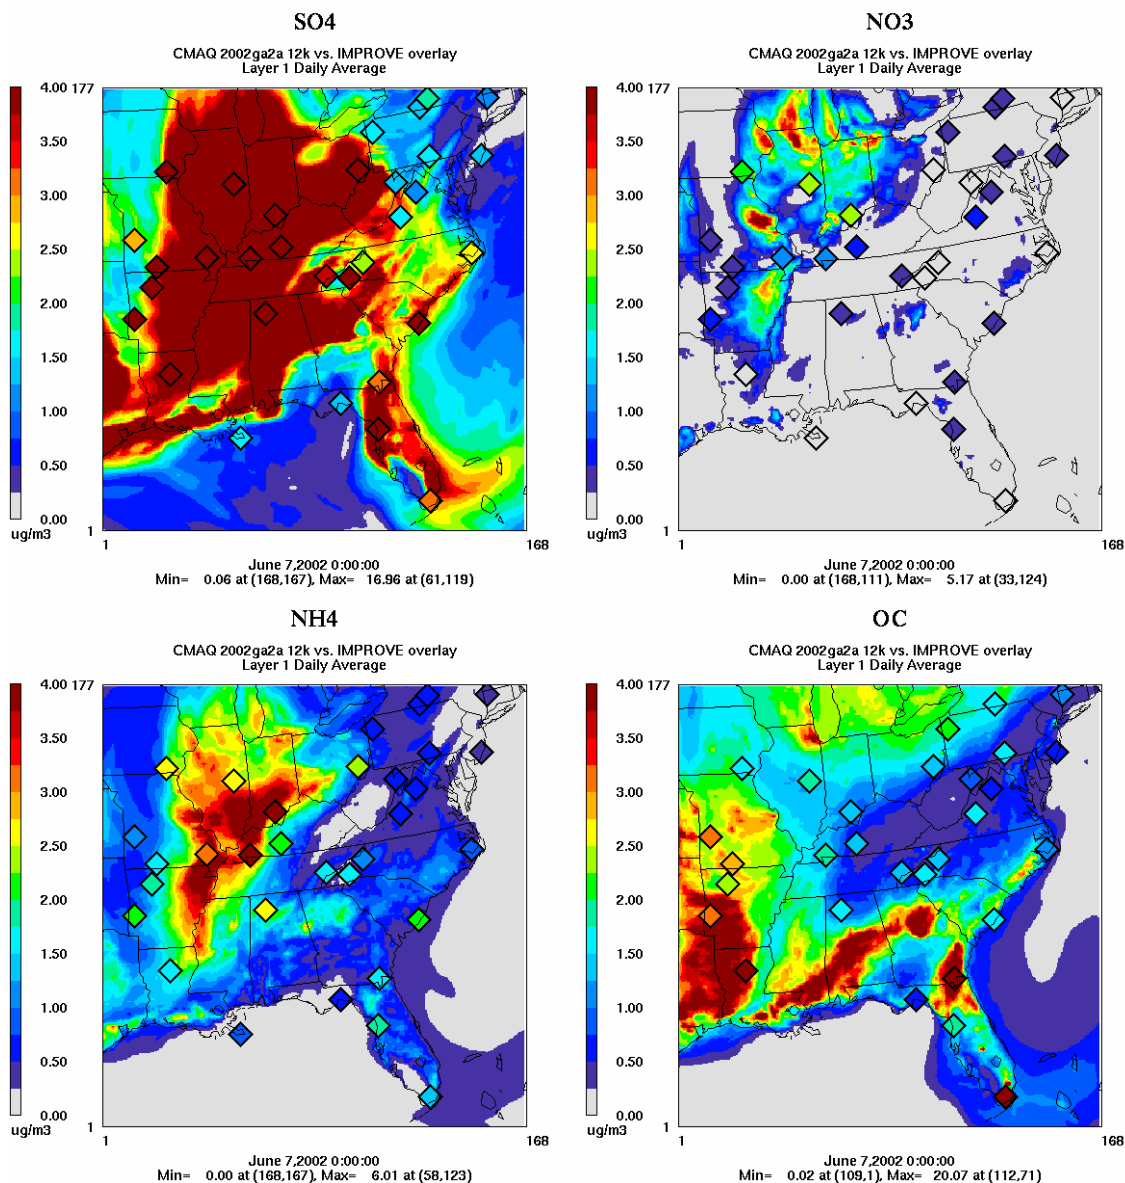 SO4
CMAQ 2002ga2a 12k vs. IMPROVE overlay
Layer 1 Daily Average
4.00 177
3.50
3.00
2.50
2.00
1.50
1.00
0.50
0.00
ug/m3
1
1
168
June 7,2002 0:00:00
Min= 0.06 at (168,167), Max= 16.96 at (61,119)
NO3
CMAQ 2002ga2a 12k vs. IMPROVE overlay
Layer 1 Daily Average
4.00 177
3.50
3.00
2.50
2.00
1.50
1.00
0.50
0.00
ug/m3
1
1
168
June 7,2002 0:00:00
Min= 0.00 at (168,111), Max= 5.17 at (33,124)
NH4
CMAQ 2002ga2a 12k vs. IMPROVE overlay
Layer 1 Daily Average
4.00 177
3.50
3.00
2.50
2.00
1.50
1.00
0.50
0.00
ug/m3
1
1
168
June 7,2002 0:00:00
Min= 0.00 at (168,167), Max= 6.01 at (58,123)
OC
CMAQ 2002ga2a 12k vs. IMPROVE overlay
Layer 1 Daily Average
4.00 177
3.50
3.00
2.50
2.00
1.50
1.00
0.50
0.00
ug/m3
1
1
168
June 7,2002 0:00:00
Min= 0.02 at (109,1), Max= 20.07 at (112,71)